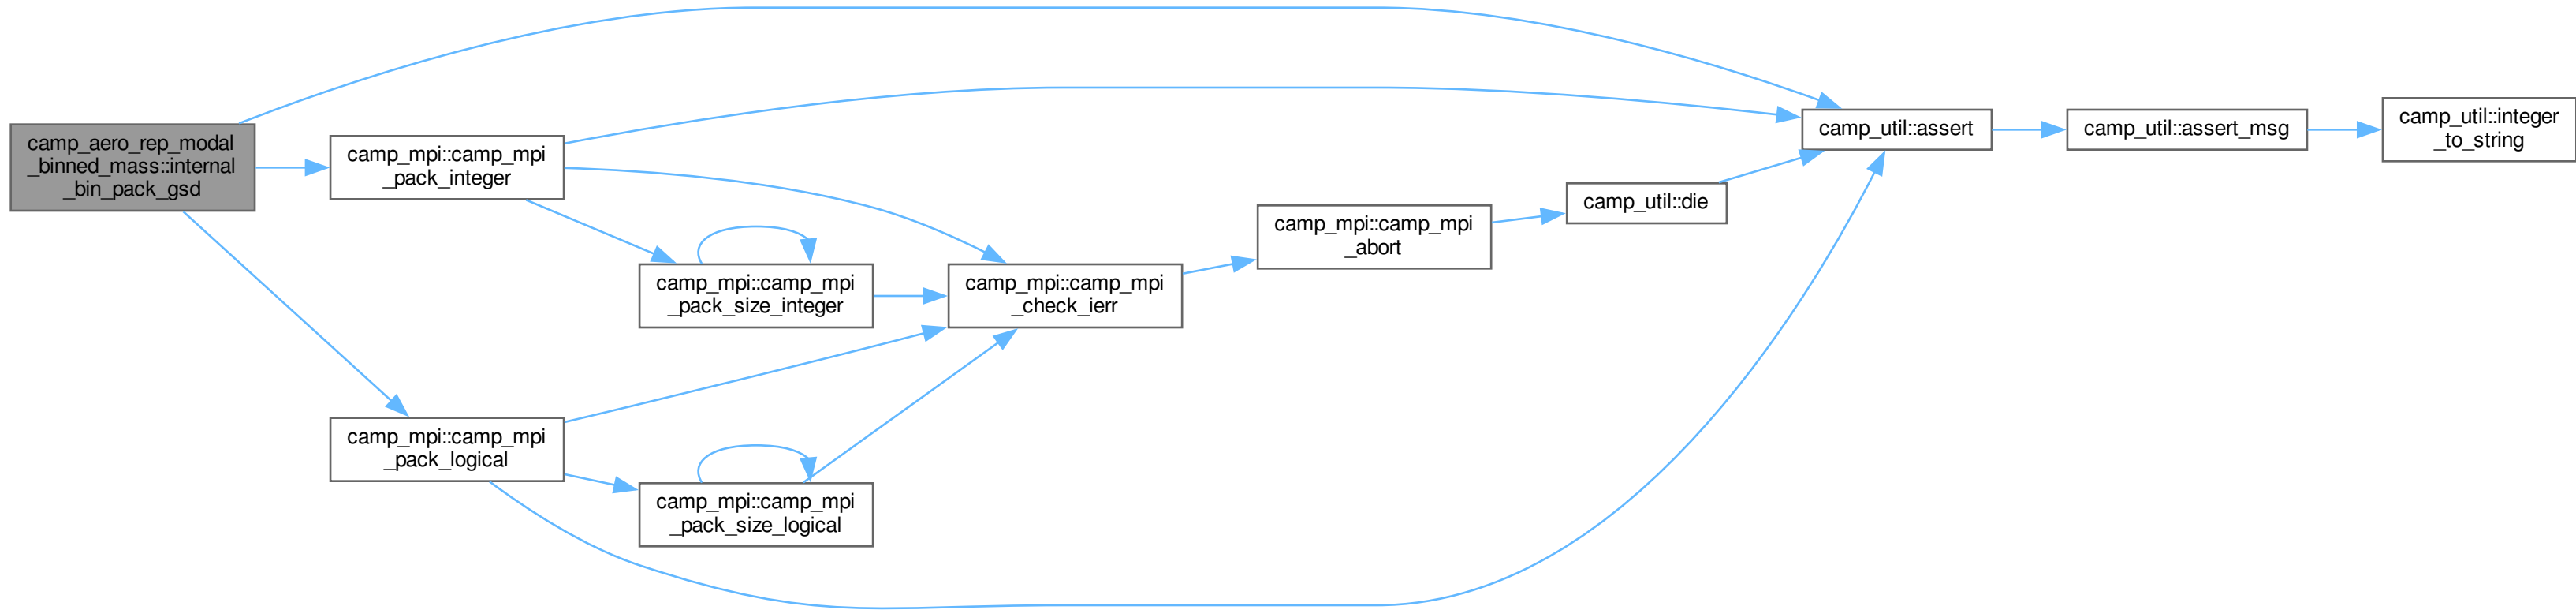 camp_aero_rep_modal
_binned_mass::internal
_bin_pack_gsd
camp_mpi::camp_mpi
_pack_integer
camp_mpi::camp_mpi
_pack_size_integer
camp_mpi::camp_mpi
_check_ierr
camp_mpi::camp_mpi
_abort
camp_util::die
camp_util::assert
camp_util::assert_msg
camp_util::integer
_to_string
camp_mpi::camp_mpi
_pack_logical
camp_mpi::camp_mpi
_pack_size_logical